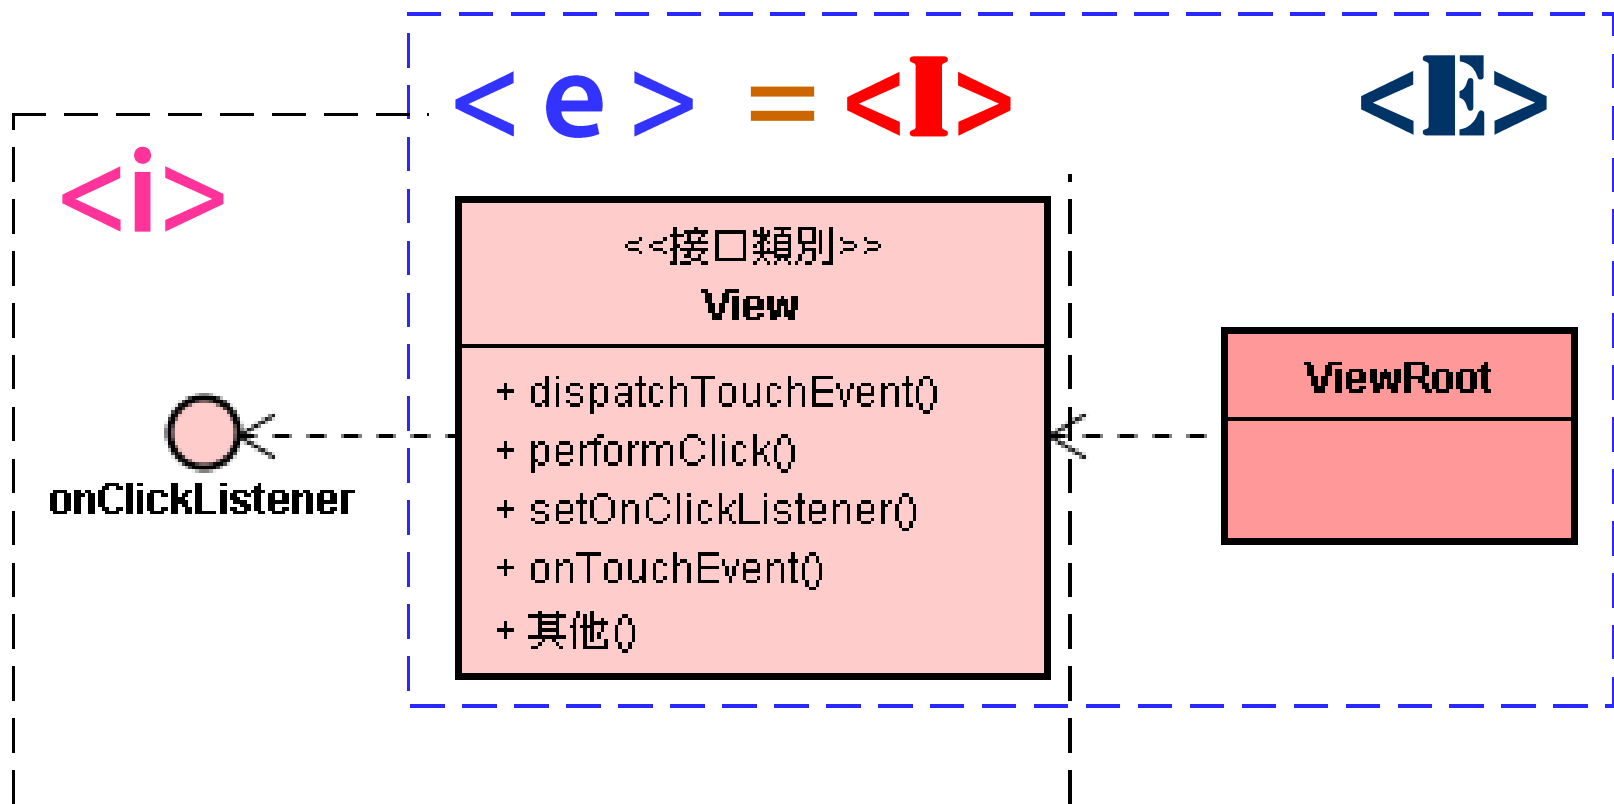 <e> = <I>
<E>
<i>
<<接口類別>>
View
+ dispatchTouchEvent()
+ performClick()
+ setOnClickListener()
+ onTouchEvent()
+ 其他()
onClickListener
ViewRoot